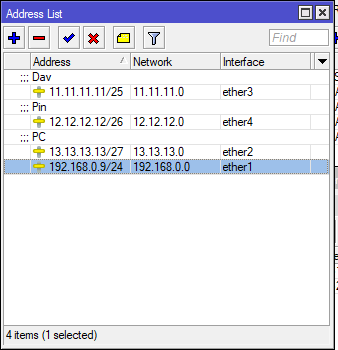 Address List
Find
Address Network Interface
;;; Dav
11.11.11.11/25 11.11.11.0 ether3
;;; Pin
12.12.12.12/26 12.12.12.0 ether4
;;; PC
13.13.13.13/27 13.13.13.0 ether2
192.168.0.9/24 192.168.0.0 ether1
4 items (1 selected)